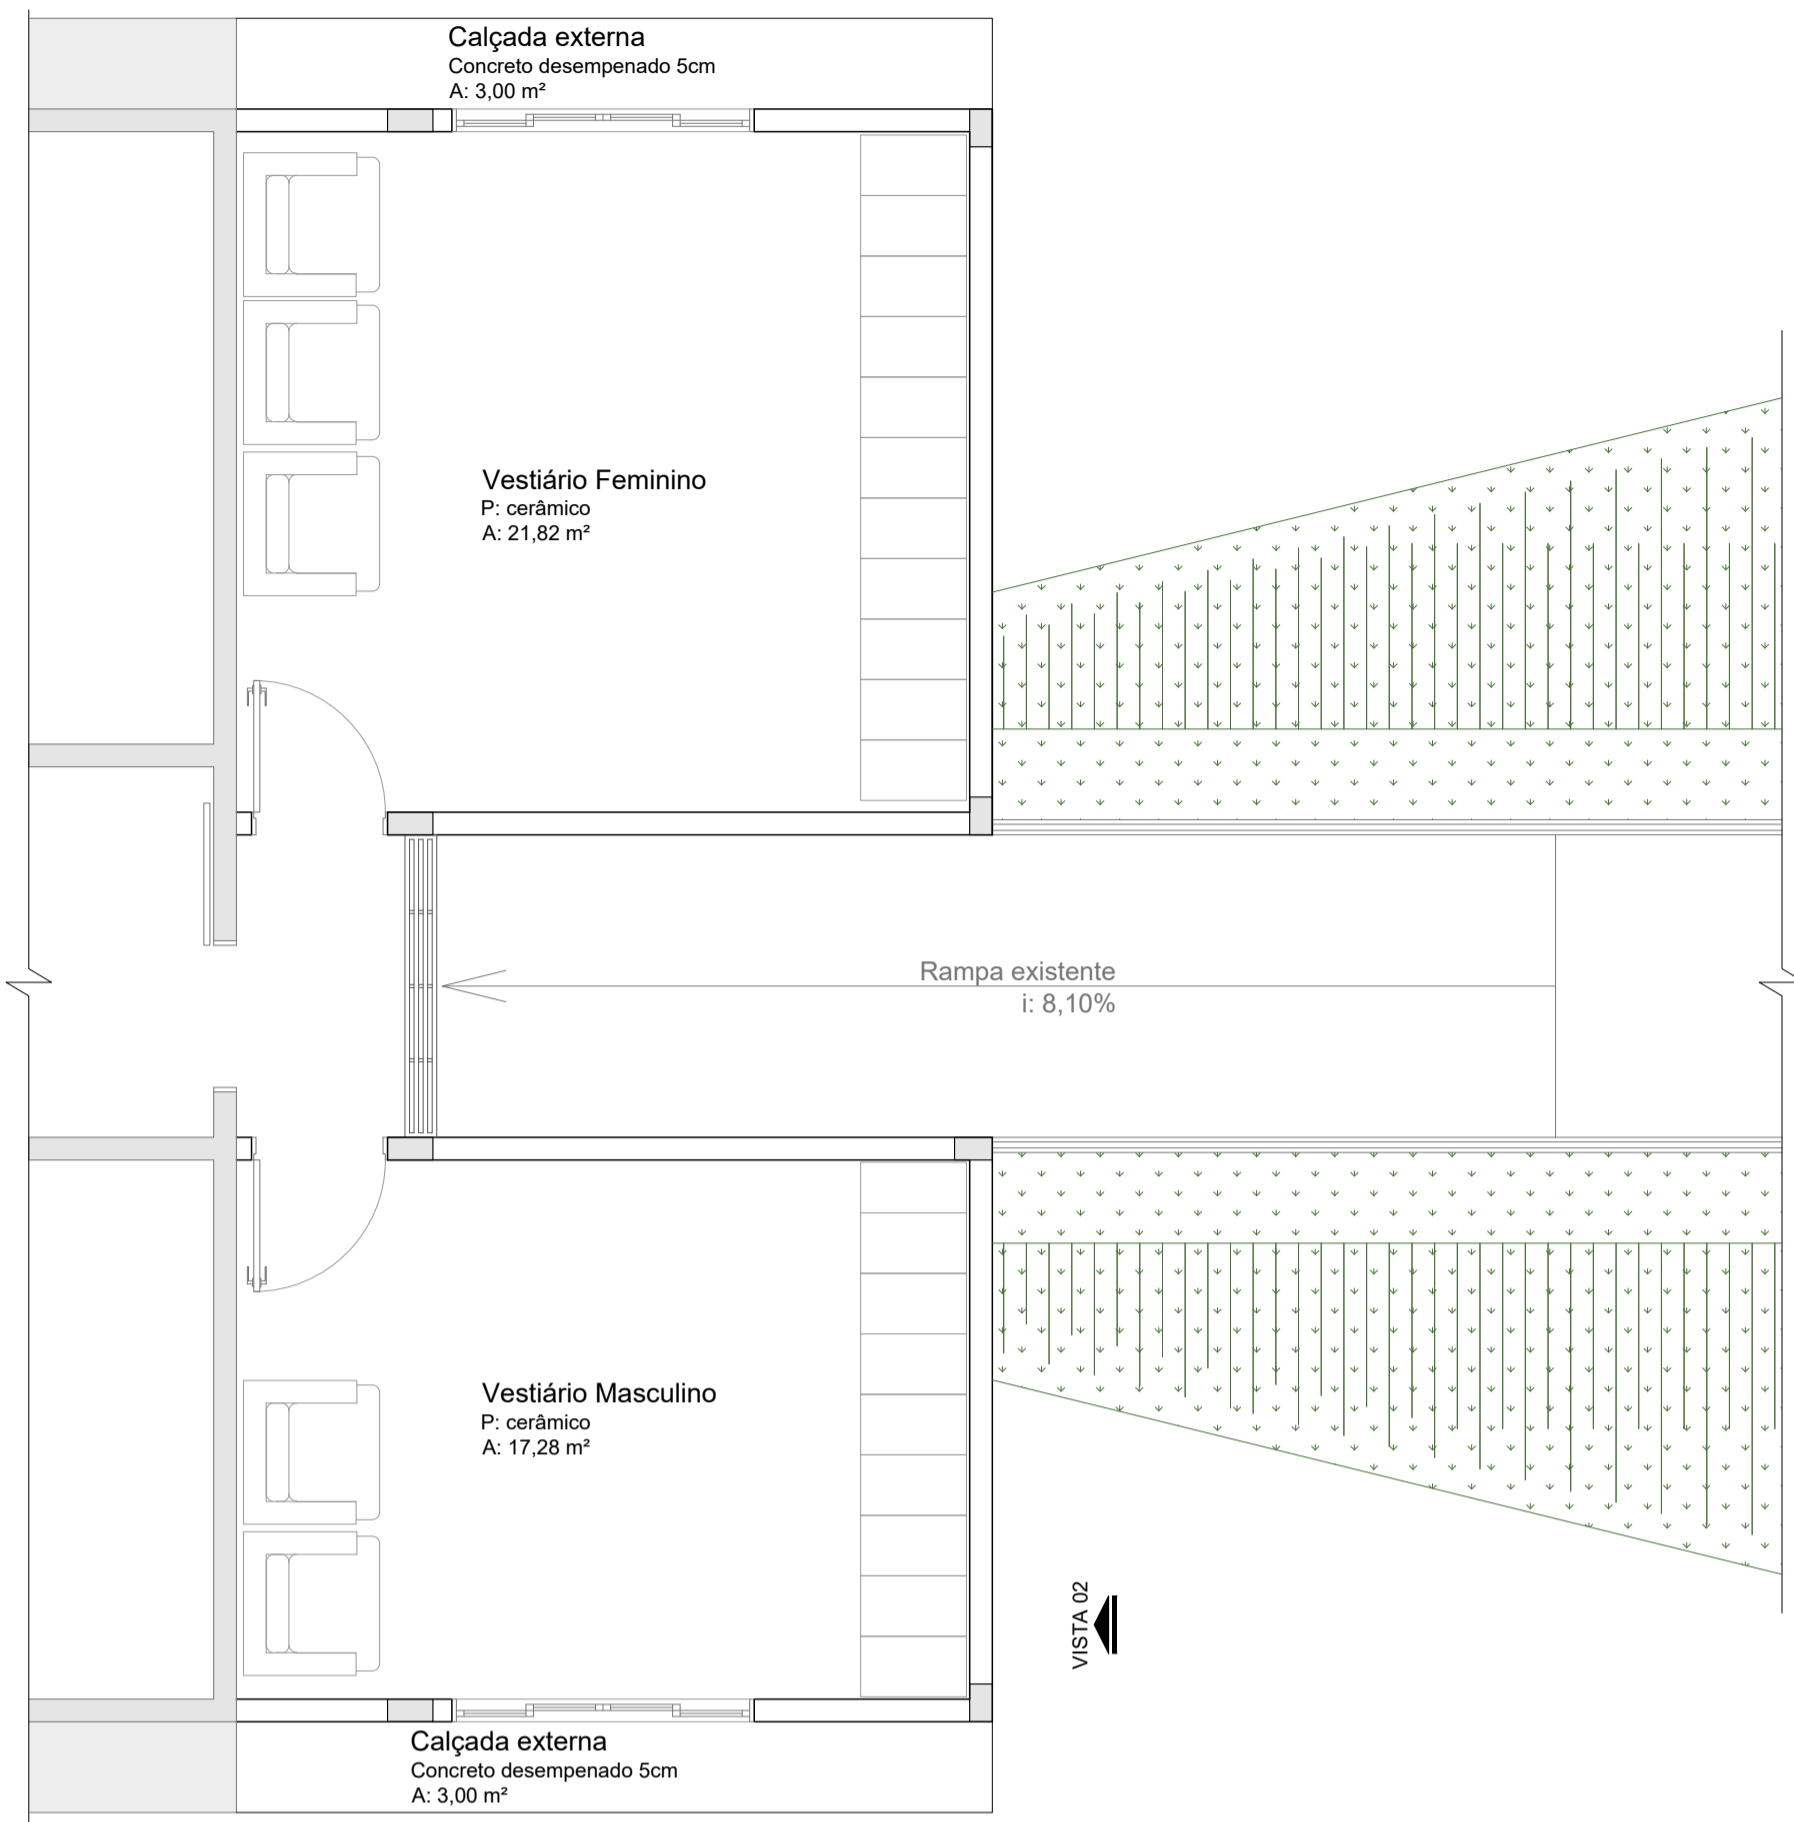 Calçada externa
Concreto desempenado 5cm
A: 3,00 m²
Vestiário Feminino
P: cerâmico
A: 21,82 m²
Rampa existente
i: 8,10%
Vestiário Masculino
P: cerâmico
A: 17,28 m²
VISTA 02
Calçada externa
Concreto desempenado 5cm
A: 3,00 m²